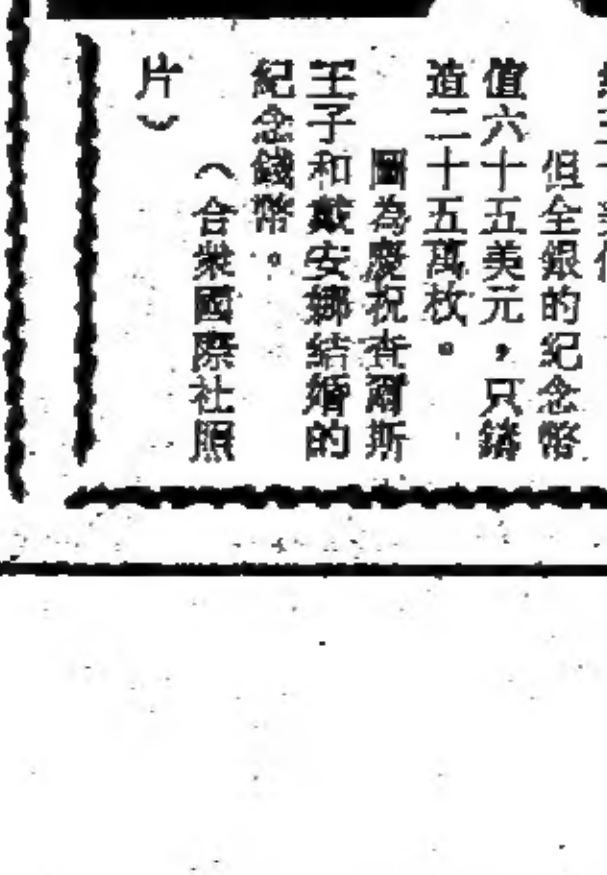 但全銀的紀念幣
值六十五美元，只鑄
造二十五萬枚。
圖為慶祝查爾斯
王子和戴安娜結婚的
紀念錢幣。
（合衆國際社照
片）